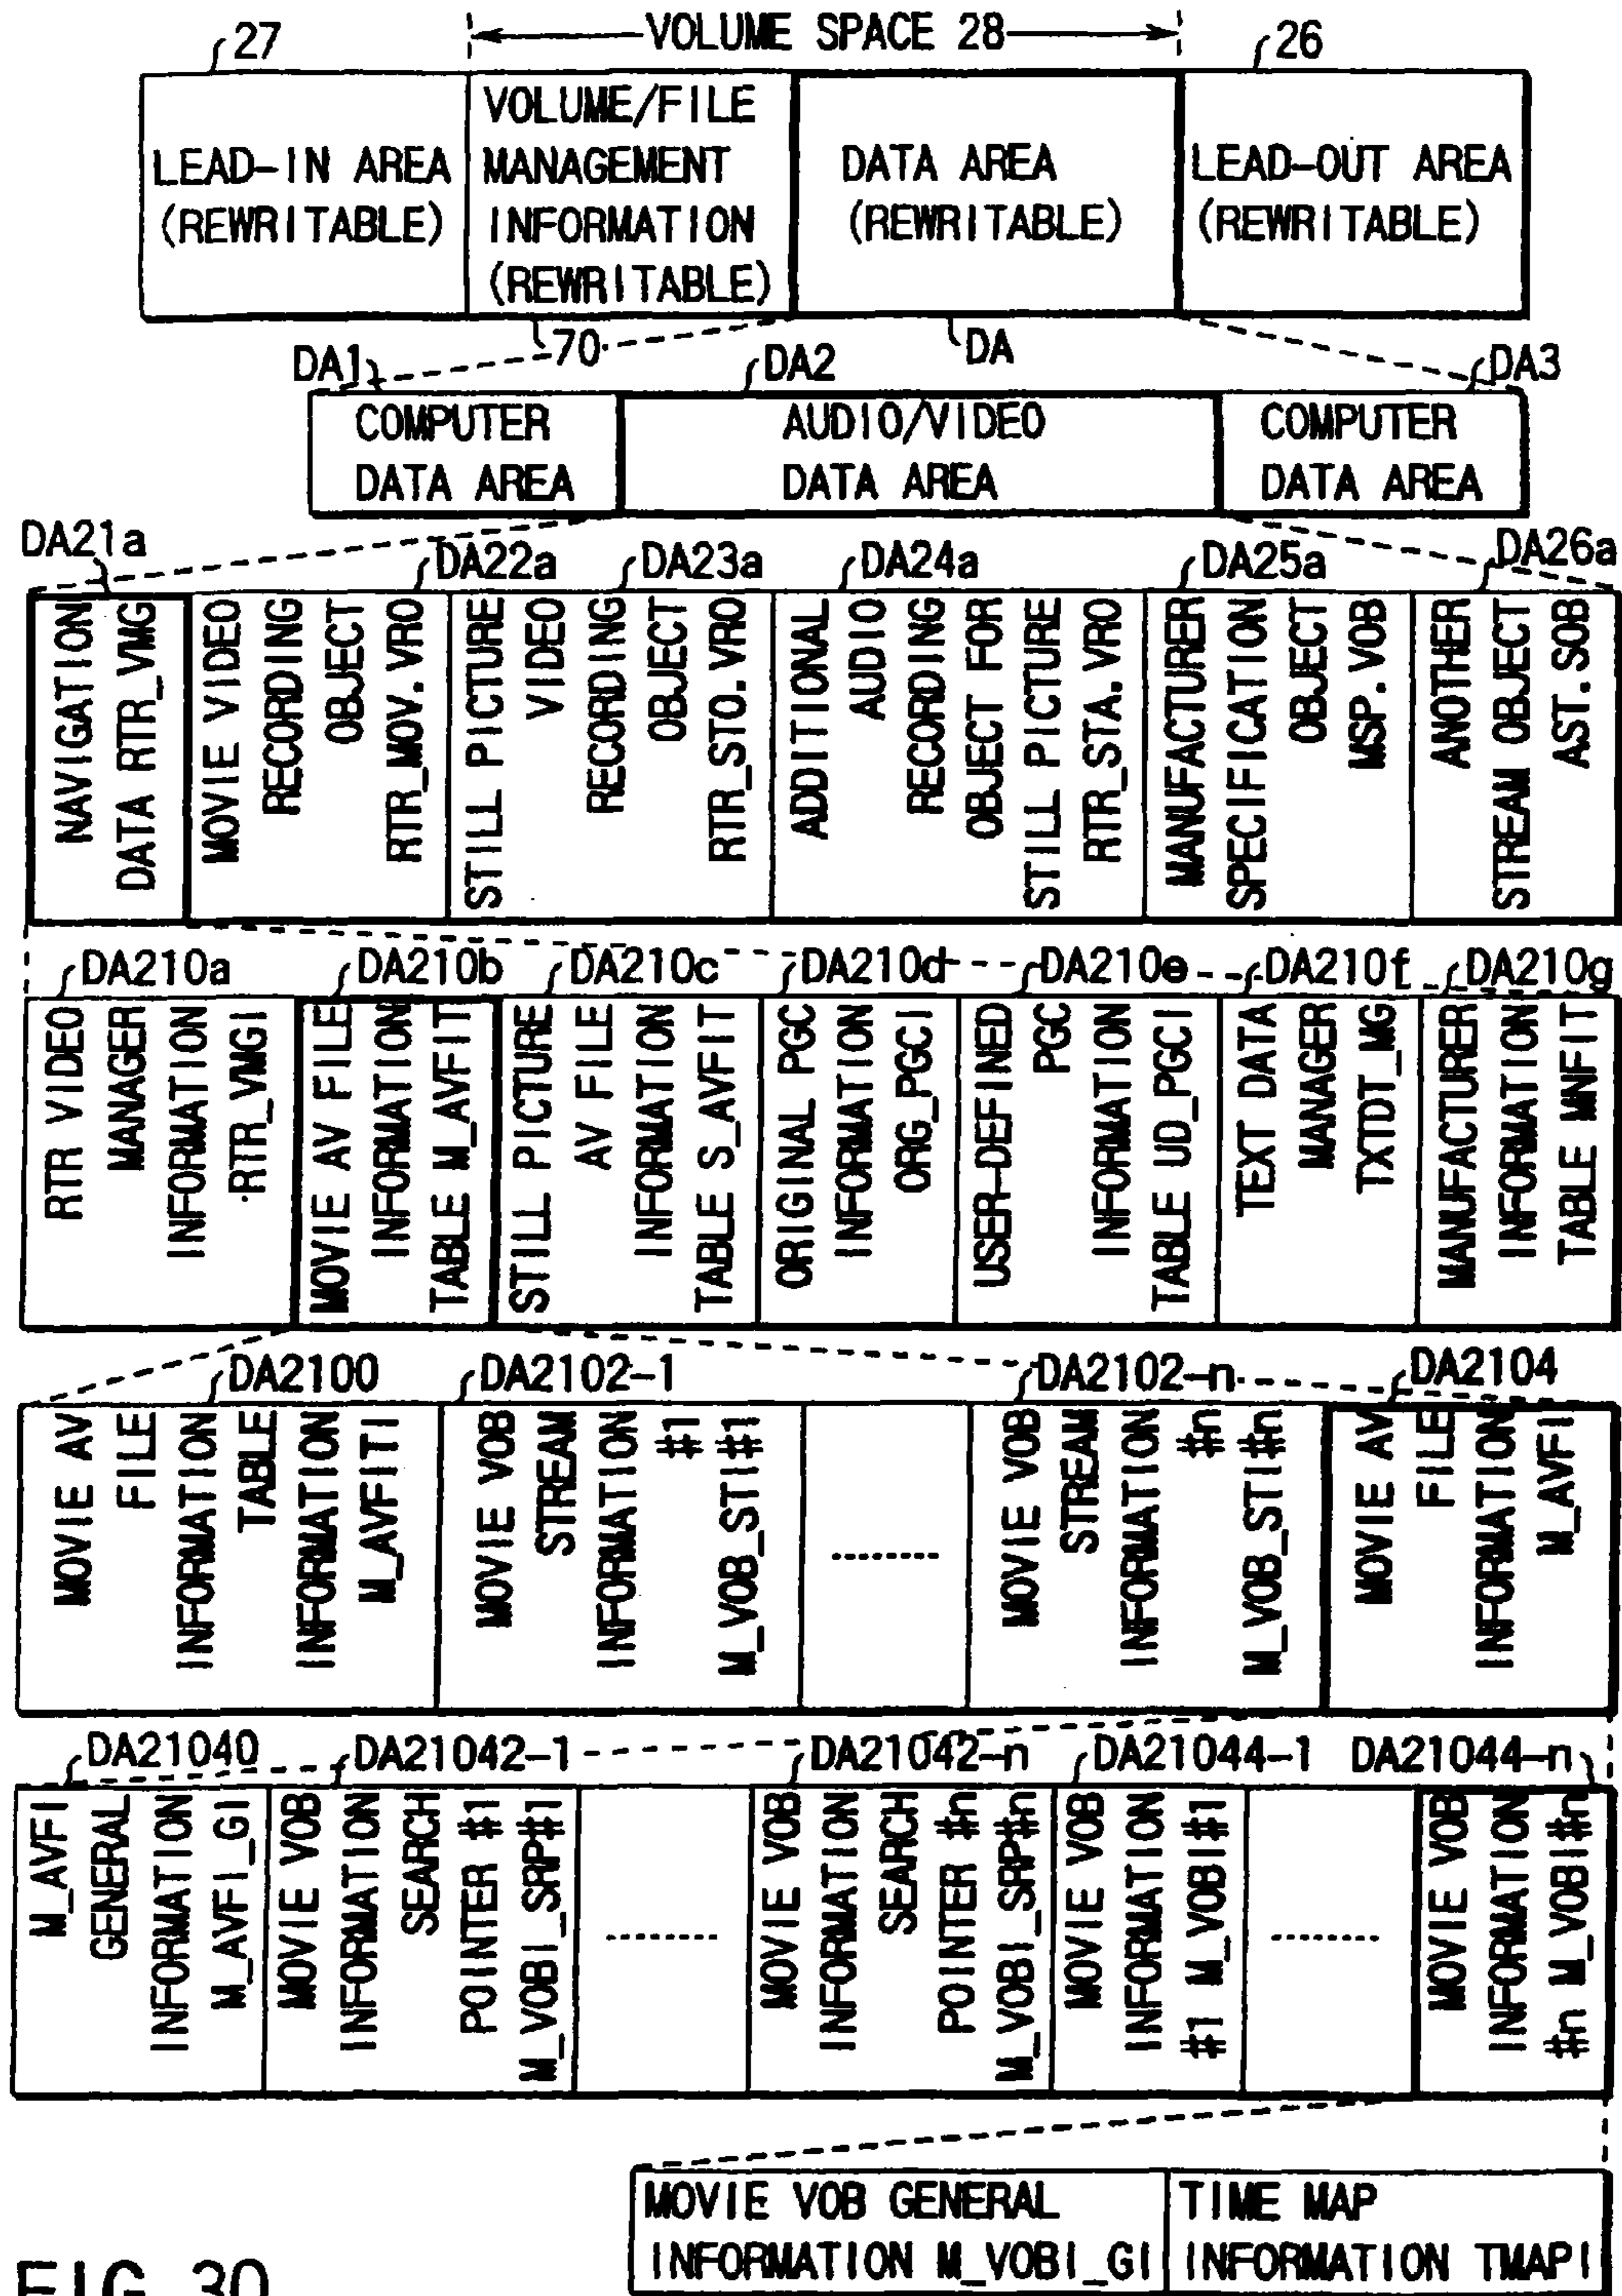 27
VOLUME SPACE 28
26
LEAD-IN AREA
(REWRITABLE)
VOLUME/FILE
MANAGEMENT
INFORMATION
(REWRITABLE)
DATA AREA
(REWRITABLE)
LEAD-OUT AREA
(REWRITABLE)
70
DA
DA1
DA2
DA3
COMPUTER
DATA AREA
AUDIO/VIDEO
DATA AREA
COMPUTER
DATA AREA
DA21a
DA22a
DA23a
DA24a
DA25a
DA26a
NAVIGATION
DATA RTR_VMG
MOVIE VIDEO
RECORDING
OBJECT
RTR_MOV.VRO
STILL PICTURE
VIDEO
RECORDING
OBJECT
RTR_STO.VRO
ADDITIONAL
AUDIO
RECORDING
OBJECT FOR
STILL PICTURE
RTR_STA.VRO
MANUFACTURER
SPECIFICATION
OBJECT
MSP.VOB
ANOTHER
STREAM OBJECT
AST.SOB
DA210a
DA210b
DA210c
DA210d
DA210e
DA210f
DA210g
RTR VIDEO
MANAGER
INFORMATION
RTR_VMGI
MOVIE AV FILE
INFORMATION
TABLE M_AVFIT
STILL PICTURE
AV FILE
INFORMATION
TABLE S_AVFIT
ORIGINAL PGC
INFORMATION
ORG_PGCI
USER-DEFINED
PGC
INFORMATION
TABLE UD_PGCI
TEXT DATA
MANAGER
TXTDT_MG
MANUFACTURER
INFORMATION
TABLE MNFIT
DA2100
DA2102-1
DA2102-n
DA2104
MOVIE AV
FILE
INFORMATION
TABLE
INFORMATION
M_AVFITI
MOVIE VOB
STREAM
INFORMATION
#1
M_VOB_STI#1
MOVIE VOB
STREAM
INFORMATION
#n
M_VOB_STI#n
MOVIE AV
FILE
INFORMATION
M_AVFI
DA21040
DA21042-1
DA21042-n
DA21044-1
DA21044-n
M_AVFI
GENERAL
INFORMATION
M_AVFI_GI
MOVIE VOB
INFORMATION
SEARCH
POINTER #1
M_VOBI_SRP#1
MOVIE VOB
INFORMATION
SEARCH
POINTER #n
M_VOBI_SRP#n
MOVIE VOB
INFORMATION
#1 M_VOBI#1
MOVIE VOB
INFORMATION
#n M_VOBI#n
MOVIE VOB GENERAL
INFORMATION M_VOBI_GI
TIME MAP
INFORMATION TMAPI
FIG. 30